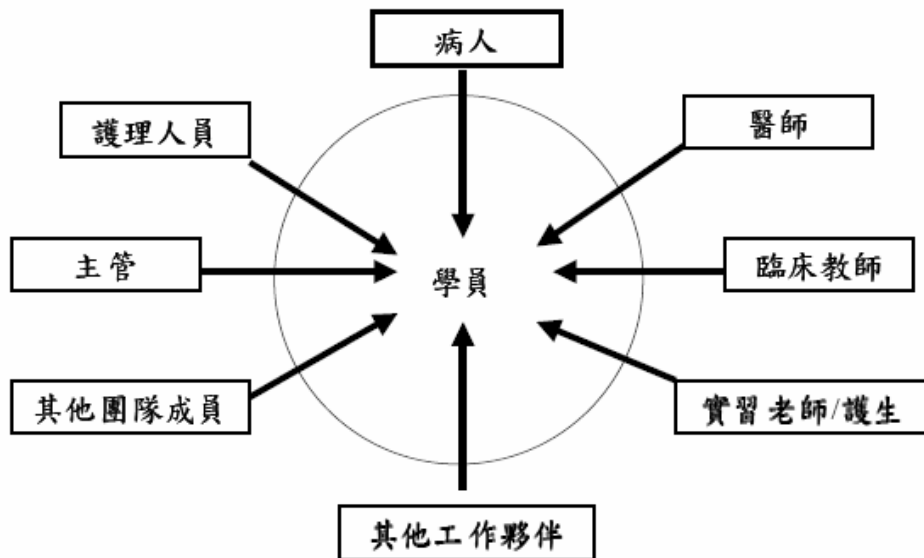 病人
護理人員
醫師
主管
學員
臨床教師
其他團隊成員
實習老師/護生
其他工作夥伴